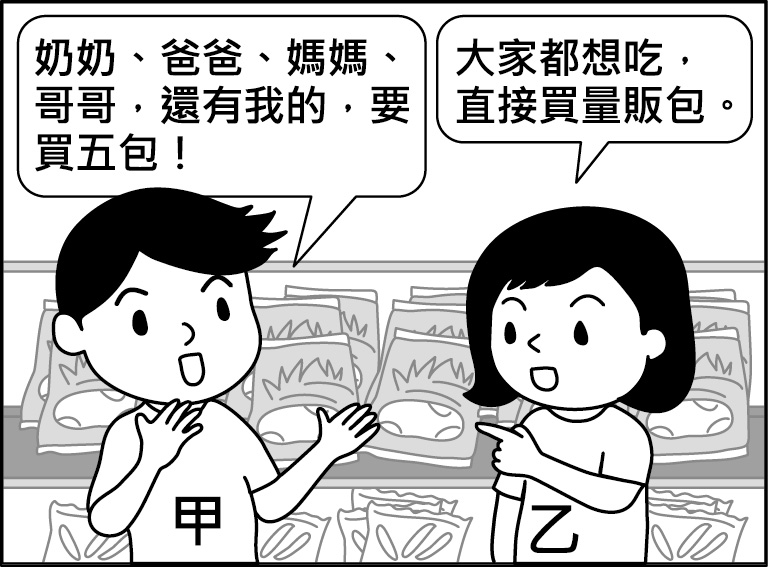 奶奶、爸爸、媽媽、
哥哥，還有我的，要
買五包！
大家都想吃，
直接買量販包。
甲
乙